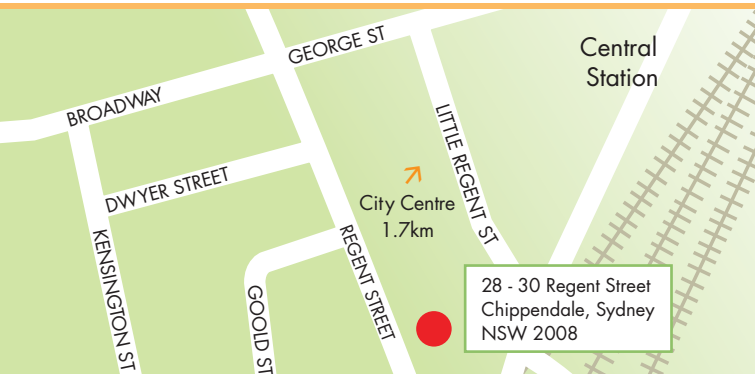 GEORGE ST
Central
Station
BROADWAY
LITTLE REGENT ST
DWYER STREET
City Centre
1.7km
KENSINGTON ST
REGENT STREET
GOOLD ST
28 - 30 Regent Street
Chippendale, Sydney
NSW 2008